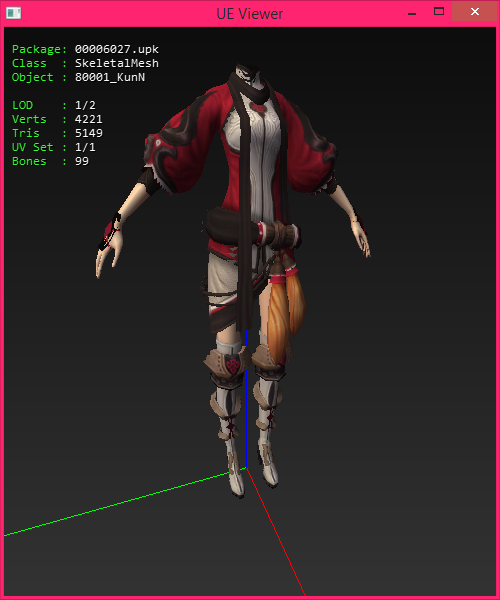 UE Viewer
Package: 00006027.upk
Class  : SkeletalMesh
Object : 80001_KunN
LOD    : 1/2
Verts  : 4221
Tris   : 5149
UV Set : 1/1
Bones  : 99